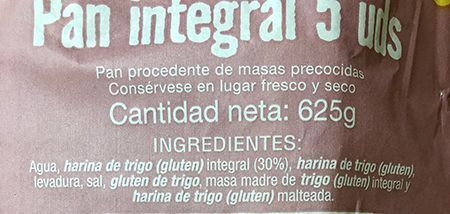 Pan integral 5 uds
Pan procedente de masas precocidas
Consérvese en lugar fresco y seco
Cantidad neta: 625g
INGREDIENTES:
Agua, harina de trigo (gluten) integral (30%), harina de trigo (gluten),
levadura, sal, gluten de trigo, masa madre de trigo (gluten) integral y
harina de trigo (gluten) malteada.